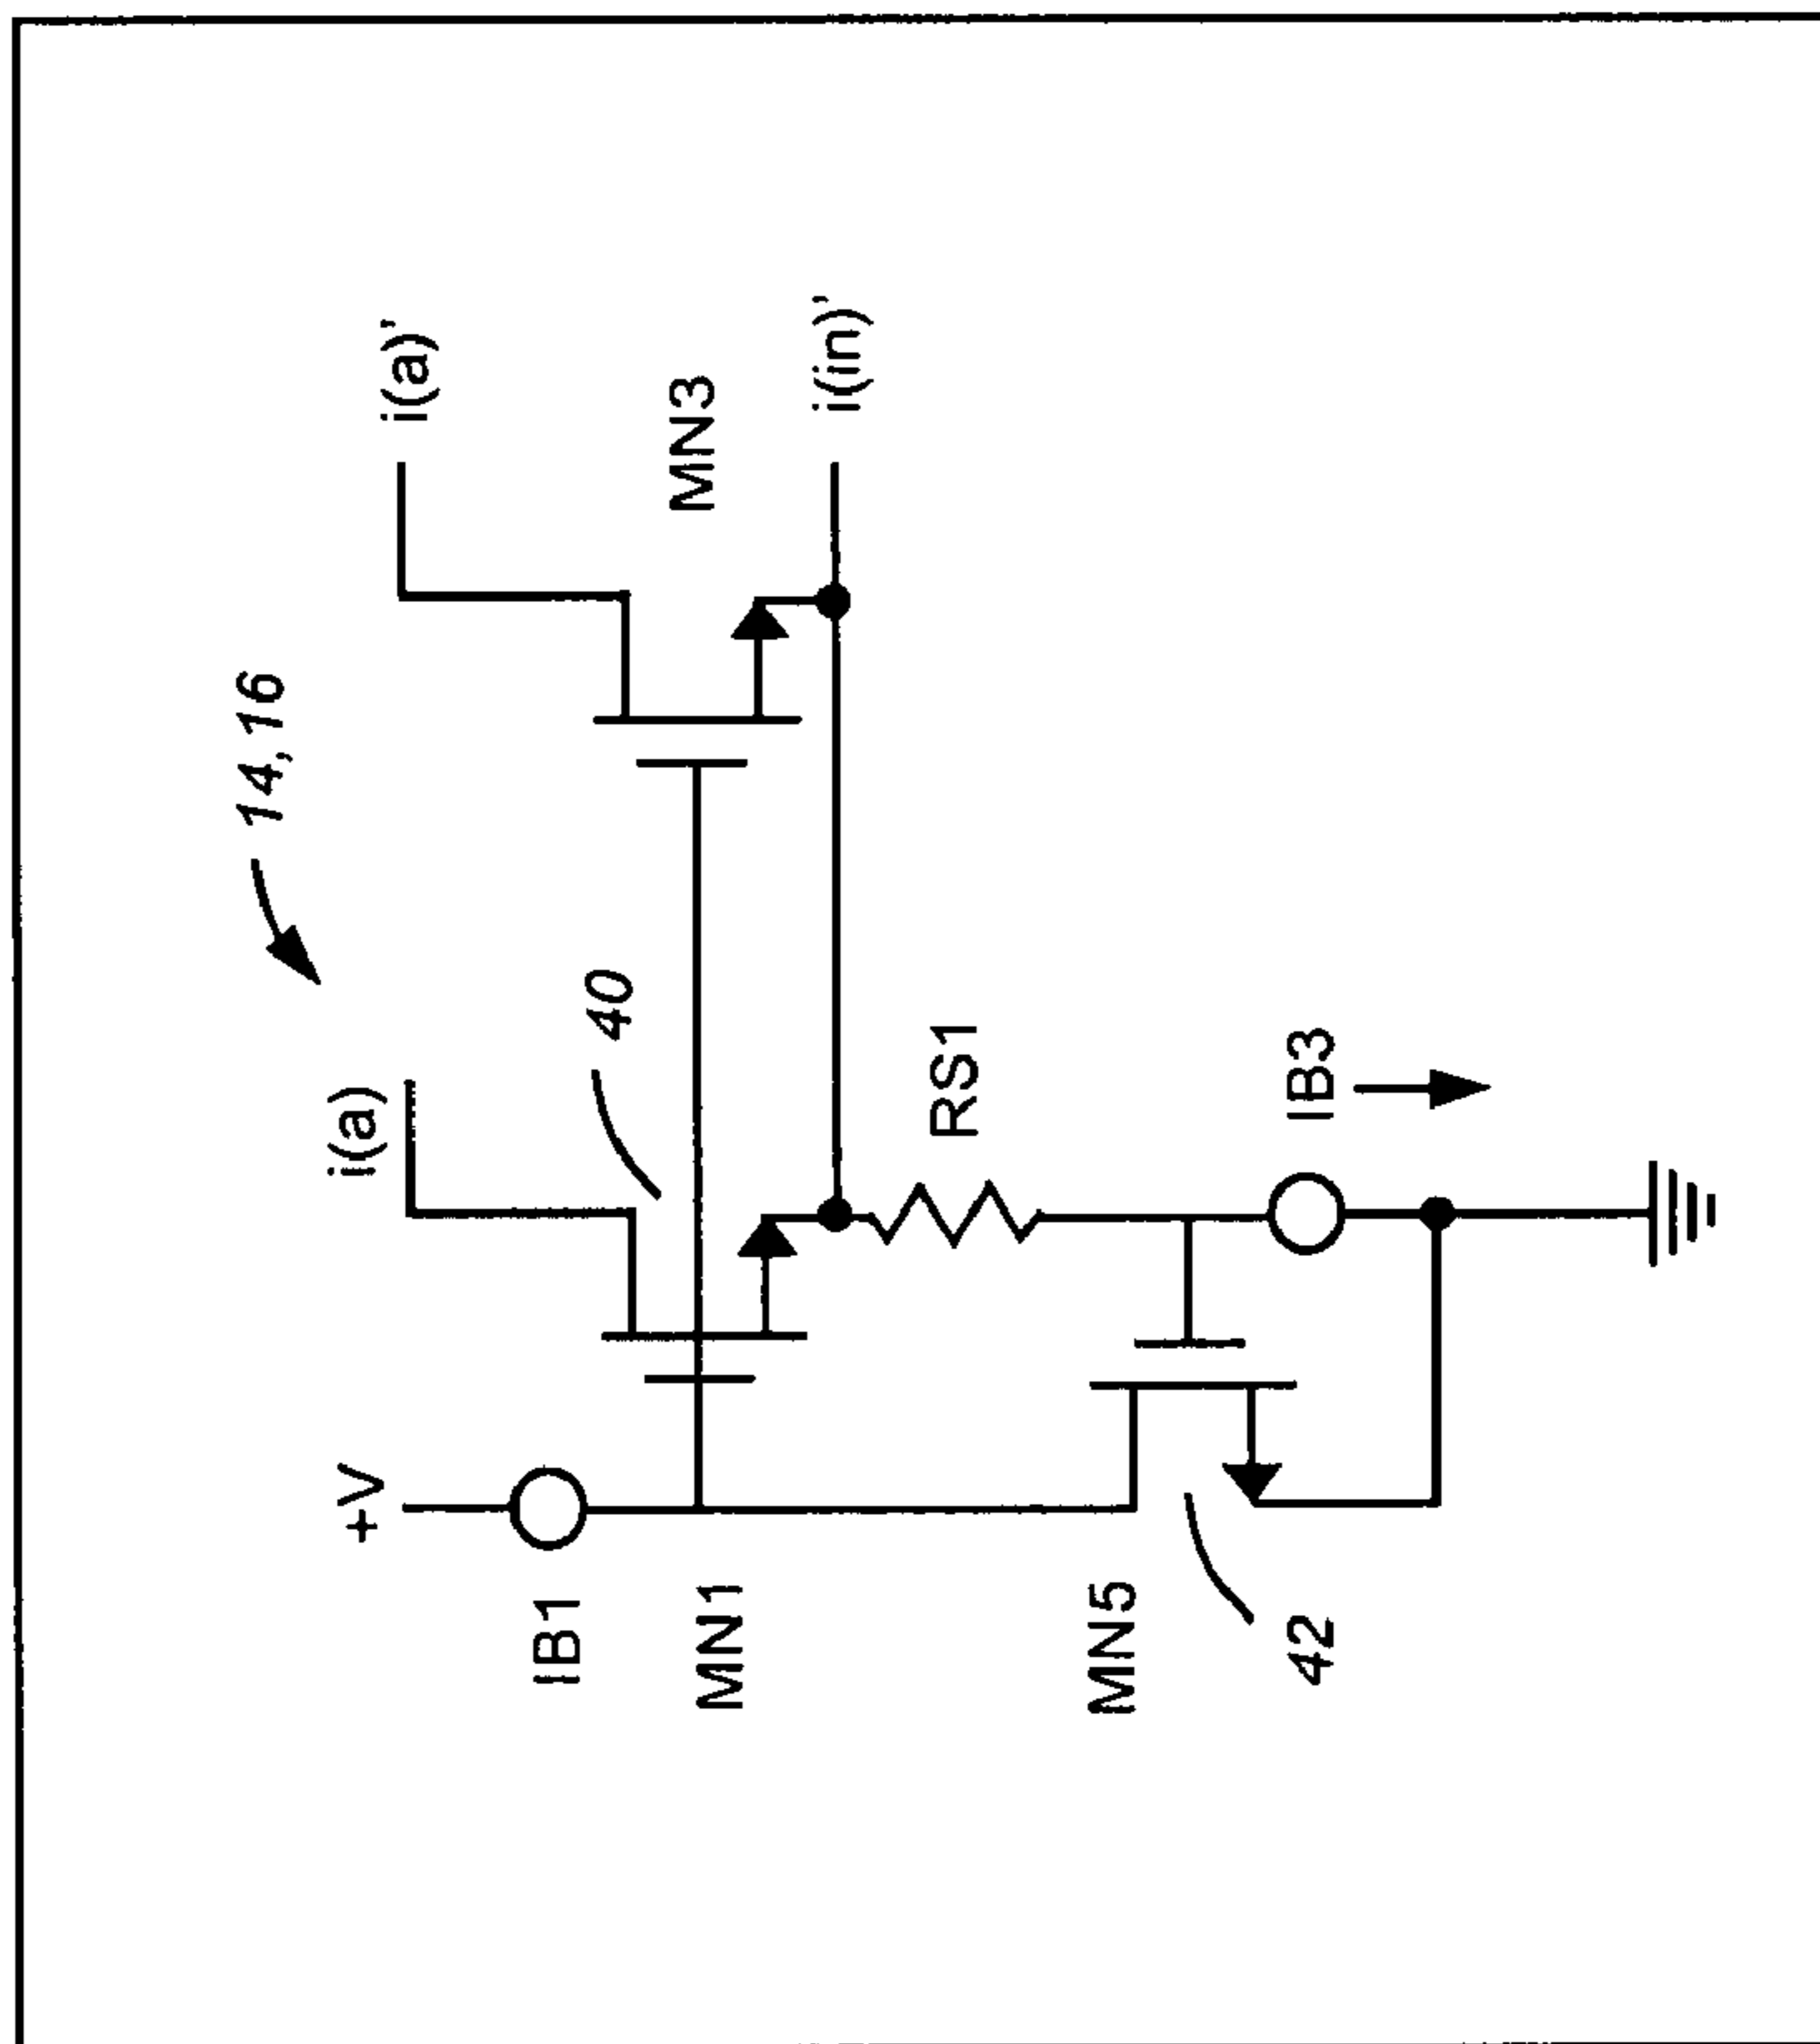 14, 16
+V
i(a)
i(a)'
IB1
40
MN1
MN3
i(in)'
RS1
MN5
42
IB3